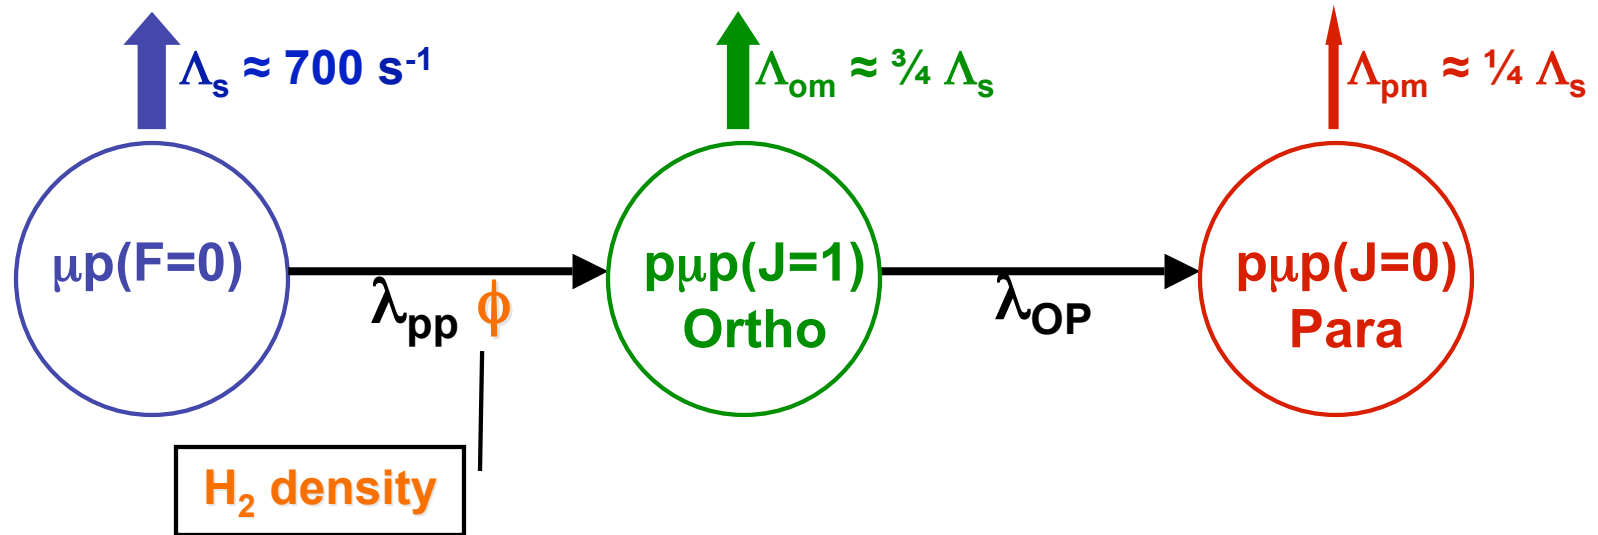 Λs ≈ 700 s-1
Λom ≈ ¾ Λs
Λpm ≈ ¼ Λs
μp(F=0)
λpp ϕ
pμp(J=1)
Ortho
λOP
pμp(J=0)
Para
H2 density